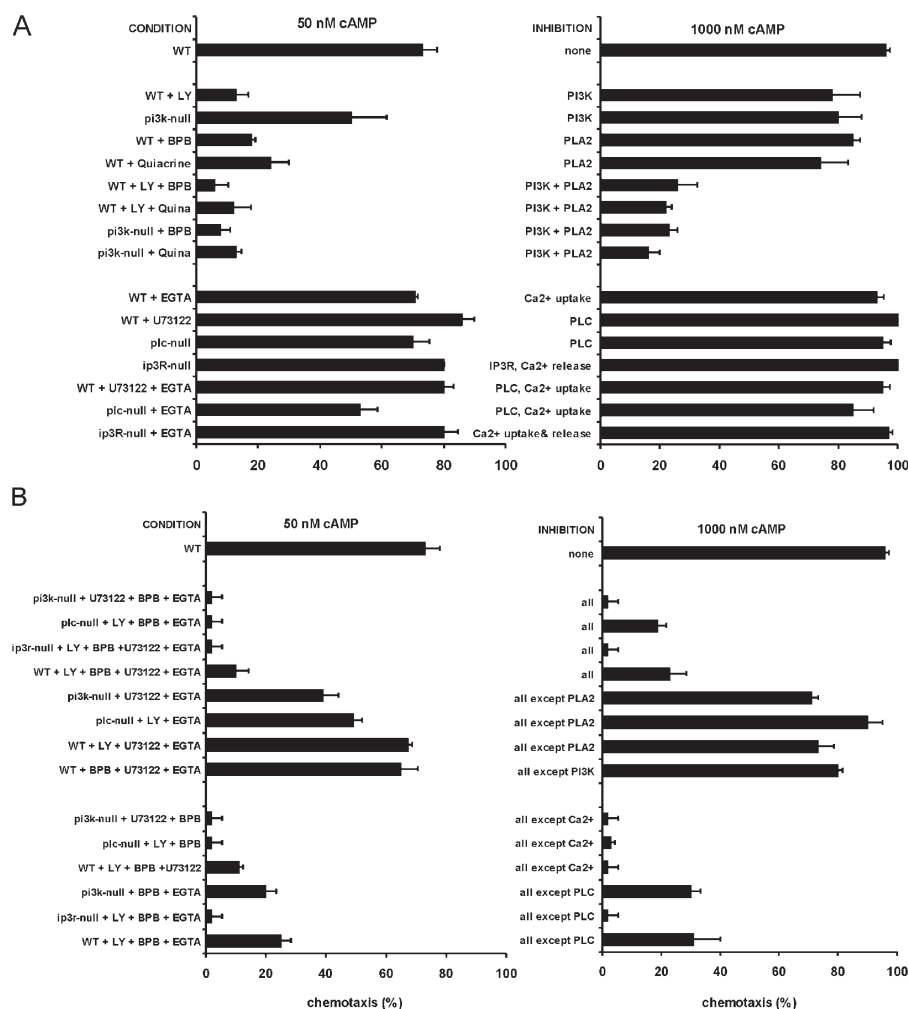 A
CONDITION
50 nM cAMP
WT
WT + LY
pi3k-null
WT + BPB
WT + Quiacrine
WT + LY + BPB
WT + LY + Quina
pi3k-null + BPB
pi3k-null + Quina
WT + EGTA
WT + U73122
plc-null
ip3R-null
WT + U73122 + EGTA
plc-null + EGTA
ip3R-null + EGTA
0 20 40 60 80 100
INHIBITION
1000 nM cAMP
none
PI3K
PI3K
PLA2
PLA2
PI3K + PLA2
PI3K + PLA2
PI3K + PLA2
PI3K + PLA2
Ca2+ uptake
PLC
PLC
IP3R, Ca2+ release
PLC, Ca2+ uptake
PLC, Ca2+ uptake
Ca2+ uptake& release
0 20 40 60 80 100
B
CONDITION
50 nM cAMP
WT
pi3k-null + U73122 + BPB + EGTA
plc-null + LY + BPB + EGTA
ip3r-null + LY + BPB +U73122 + EGTA
WT + LY + BPB + U73122 + EGTA
pi3k-null + U73122 + EGTA
plc-null + LY + EGTA
WT + LY + U73122 + EGTA
WT + BPB + U73122 + EGTA
pi3k-null + U73122 + BPB
plc-null + LY + BPB
WT + LY + BPB +U73122
pi3k-null + BPB + EGTA
ip3r-null + LY + BPB + EGTA
WT + LY + BPB + EGTA
0 20 40 60 80 100
chemotaxis (%)
INHIBITION
1000 nM cAMP
none
all
all
all
all
all except PLA2
all except PLA2
all except PLA2
all except PI3K
all except Ca2+
all except Ca2+
all except Ca2+
all except PLC
all except PLC
all except PLC
0 20 40 60 80 100
chemotaxis (%)